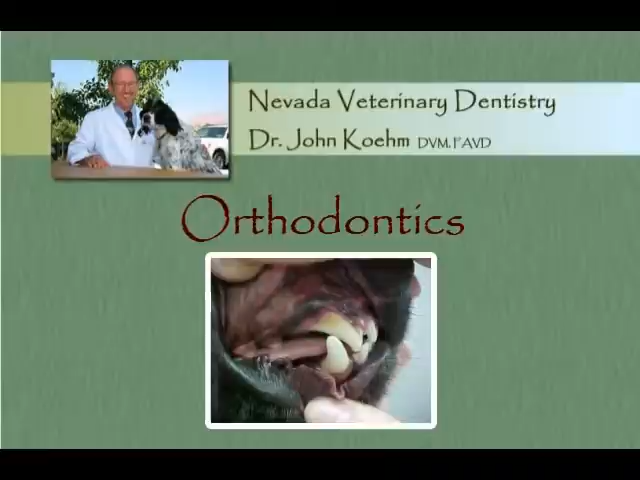 Nevada Veterinary Dentistry
Dr. John Koehm DVM, FAVD
Orthodontics